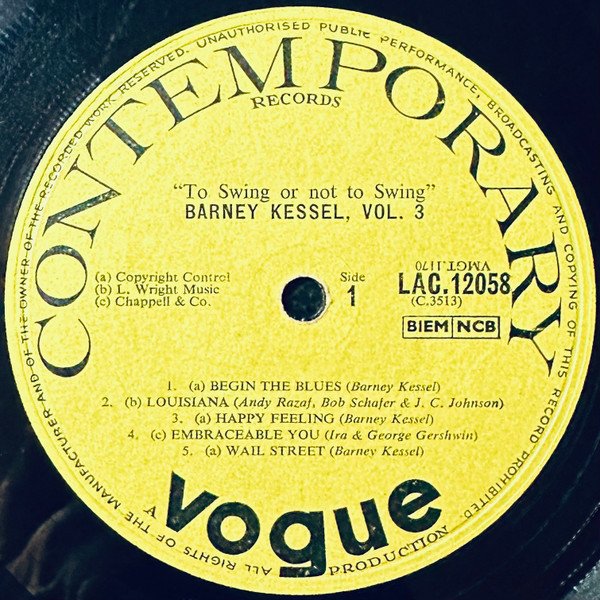 ALL RIGHTS OF THE MANUFACTURER AND OF THE OWNER OF THE RECORDED WORK RESERVED. UNAUTHORISED PUBLIC PERFORMANCE, BROADCASTING AND COPYING OF THIS RECORD PROHIBITED
CONTEMPORARY
RECORDS
“To Swing or not to Swing”
BARNEY KESSEL, VOL. 3
(a) Copyright Control
(b) L. Wright Music
(c) Chappell & Co.
Side
1
VMGT.1170
LAC.12058
(C.3513)
BIEM NCB
1. (a) BEGIN THE BLUES (Barney Kessel)
2. (b) LOUISIANA (Andy Razaf, Bob Schafer & J. C. Johnson)
3. (a) HAPPY FEELING (Barney Kessel)
4. (c) EMBRACEABLE YOU (Ira & George Gershwin)
5. (a) WAIL STREET (Barney Kessel)
A
vogue
PRODUCTION